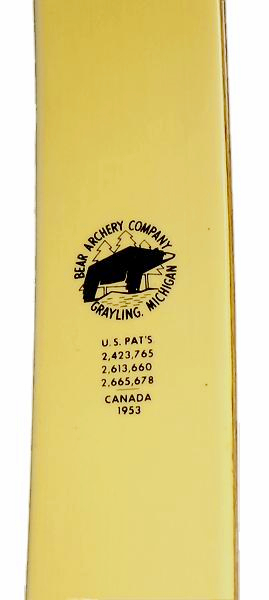 BEAR ARCHERY COMPANY
GRAYLING, MICHIGAN
U.S. PAT'S
2,423,765
2,613,660
2,665,678
CANADA
1953